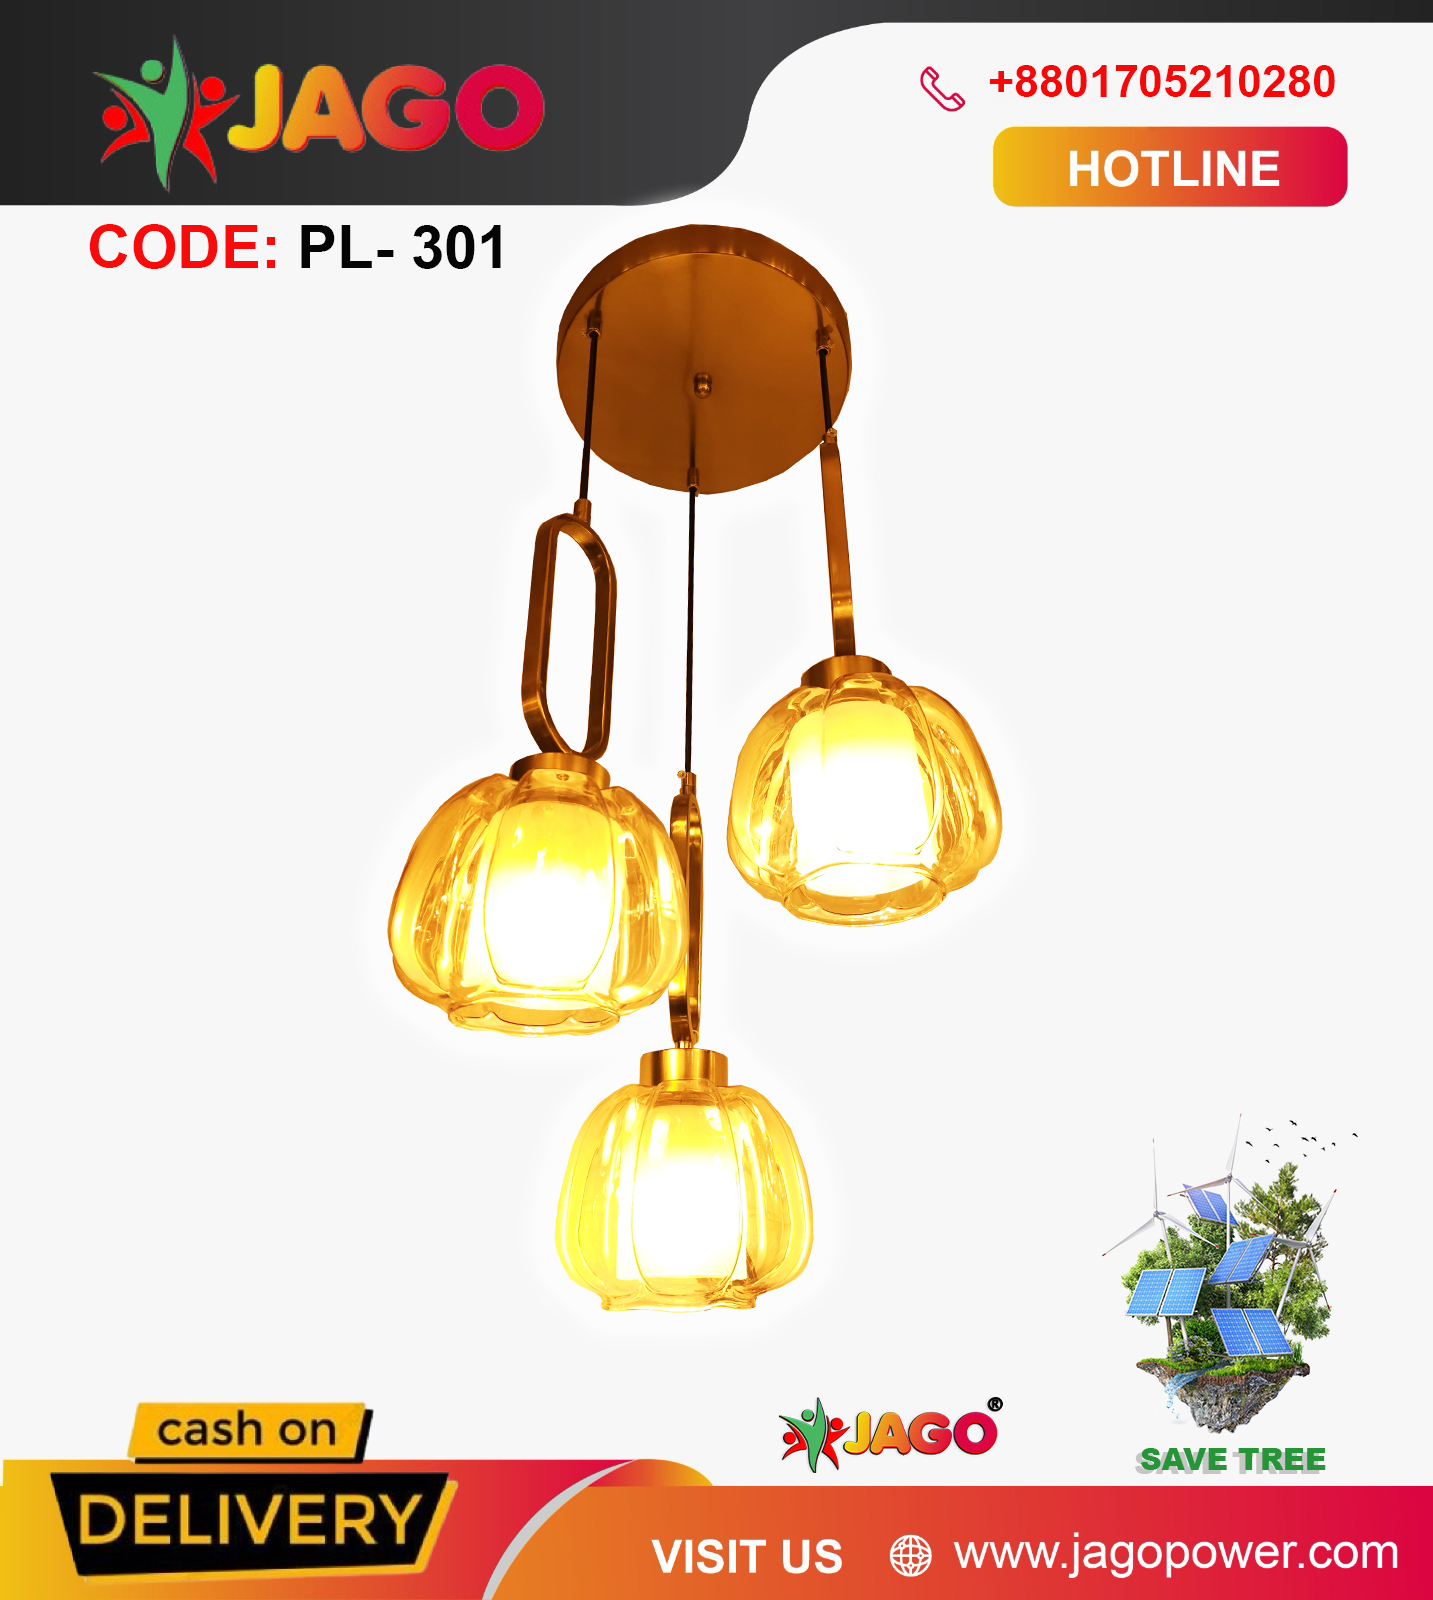 JAGO
+8801705210280
HOTLINE
CODE: PL- 301
cash on
DELIVERY
JAGO®
SAVE TREE
VISIT US
www.jagopower.com